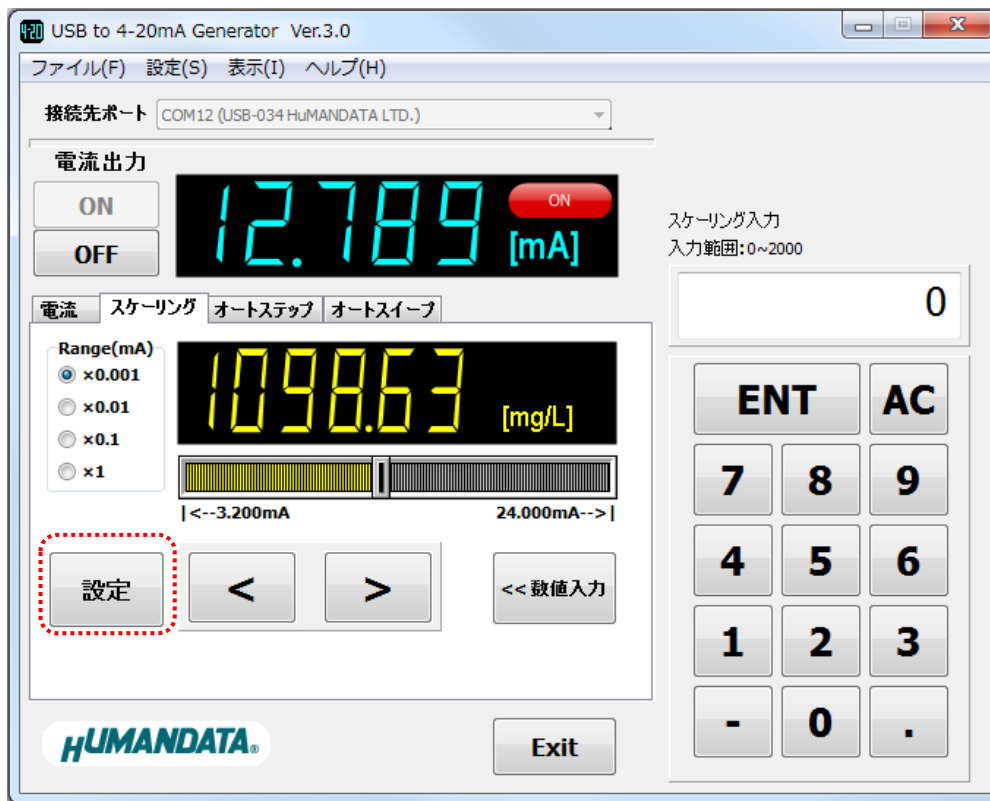 USB to 4-20mA Generator Ver.3.0
ファイル(F) 設定(S) 表示(I) ヘルプ(H)
接続先ポート COM12 (USB-034 HuMANDATA LTD.)
電流出力
ON
OFF
12.789
ON
[mA]
電流 スケーリング オートステップ オートスイープ
Range(mA)
×0.001
×0.01
×0.1
×1
1098.63
[mg/L]
|<--3.200mA 24.000mA-->|
設定 < > << 数値入力
HUMANDATA®
Exit
スケーリング入力
入力範囲:0~2000
0
ENT AC
7 8 9
4 5 6
1 2 3
- 0 .